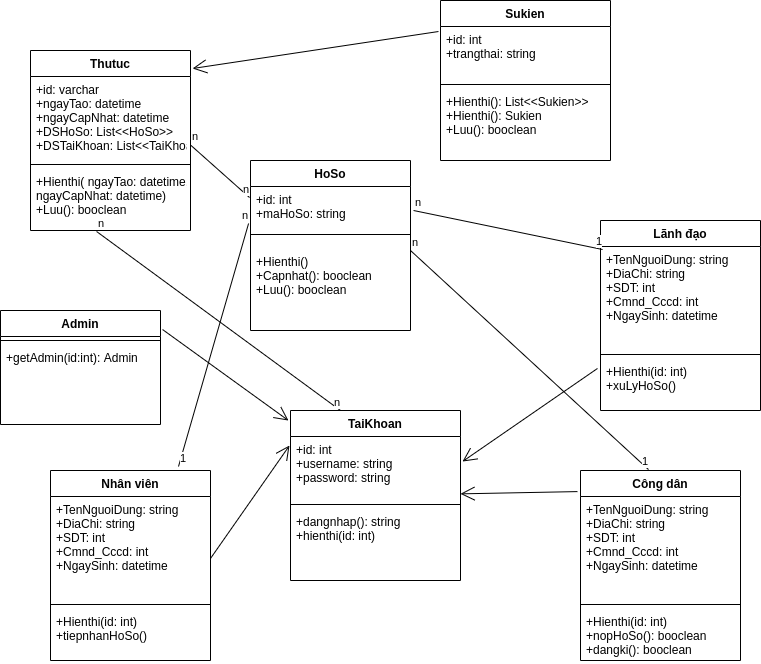 Sukien
+id: int
+trangthai: string
+Hienthi(): List<<Sukien>>
+Hienthi(): Sukien
+Luu(): booclean
Thutuc
+id: varchar
+ngayTao: datetime
+ngayCapNhat: datetime
+DSHoSo: List<<HoSo>>
+DSTaiKhoan: List<<TaiKho
+Hienthi( ngayTao: datetime
ngayCapNhat: datetime)
+Luu(): booclean
n
n
n
n
HoSo
+id: int
+maHoSo: string
+Hienthi()
+Capnhat(): booclean
+Luu(): booclean
n
n
1
Lãnh đạo
+TenNguoiDung: string
+DiaChi: string
+SDT: int
+Cmnd_Cccd: int
+NgaySinh: datetime
+Hienthi(id: int)
+xuLyHoSo()
Admin
+getAdmin(id:int): Admin
n
TaiKhoan
+id: int
+username: string
+password: string
+dangnhap(): string
+hienthi(id: int)
1
Nhân viên
+TenNguoiDung: string
+DiaChi: string
+SDT: int
+Cmnd_Cccd: int
+NgaySinh: datetime
+Hienthi(id: int)
+tiepnhanHoSo()
1
Công dân
+TenNguoiDung: string
+DiaChi: string
+SDT: int
+Cmnd_Cccd: int
+NgaySinh: datetime
+Hienthi(id: int)
+nopHoSo(): booclean
+dangki(): booclean